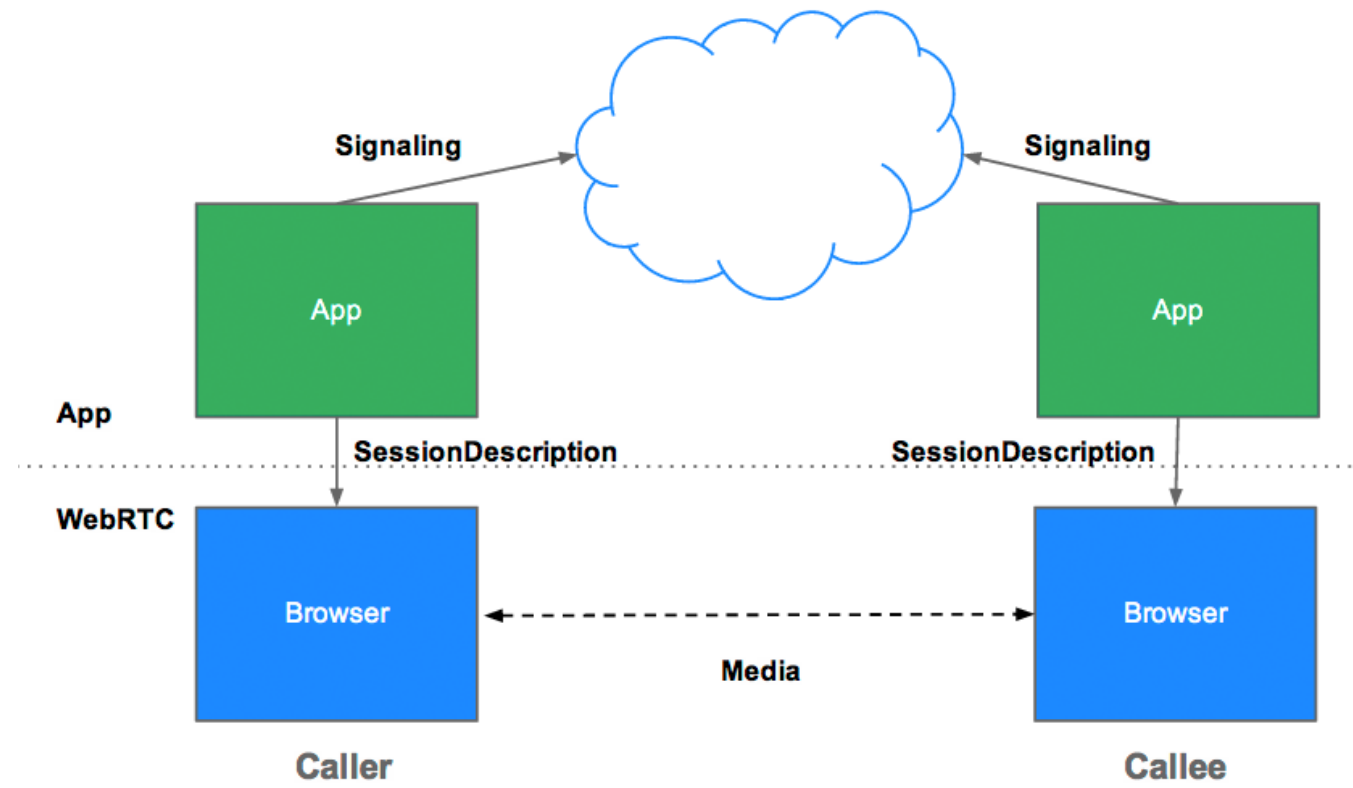 Signaling
Signaling
App
App
App
SessionDescription
SessionDescription
WebRTC
Browser
Browser
Media
Caller
Callee